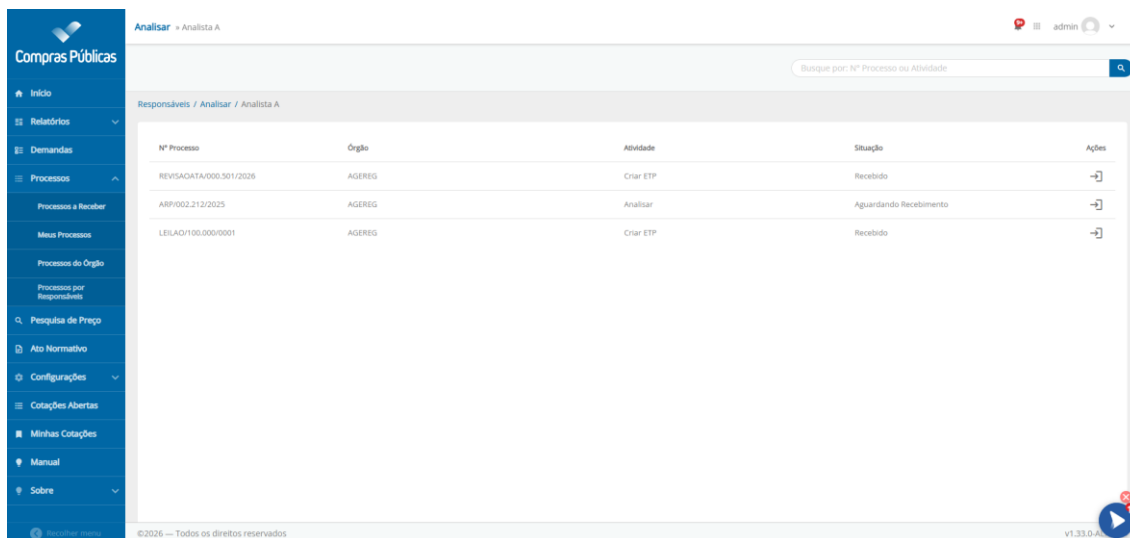 Compras Públicas
Início
Relatórios
Demandas
Processos
Processos a Receber
Meus Processos
Processos do Órgão
Processos por
Responsáveis
Pesquisa de Preço
Ato Normativo
Configurações
Cotações Abertas
Minhas Cotações
Manual
Sobre
Recolher menu
Analisar » Analista A
9+
admin
Busque por: N° Processo ou Atividade
Responsáveis / Analisar / Analista A
N° Processo Órgão Atividade Situação Ações
REVISAOATA/000.501/2026 AGEREG Criar ETP Recebido
ARP/002.212/2025 AGEREG Analisar Aguardando Recebimento
LEILAO/100.000/0001 AGEREG Criar ETP Recebido
©2026 — Todos os direitos reservados